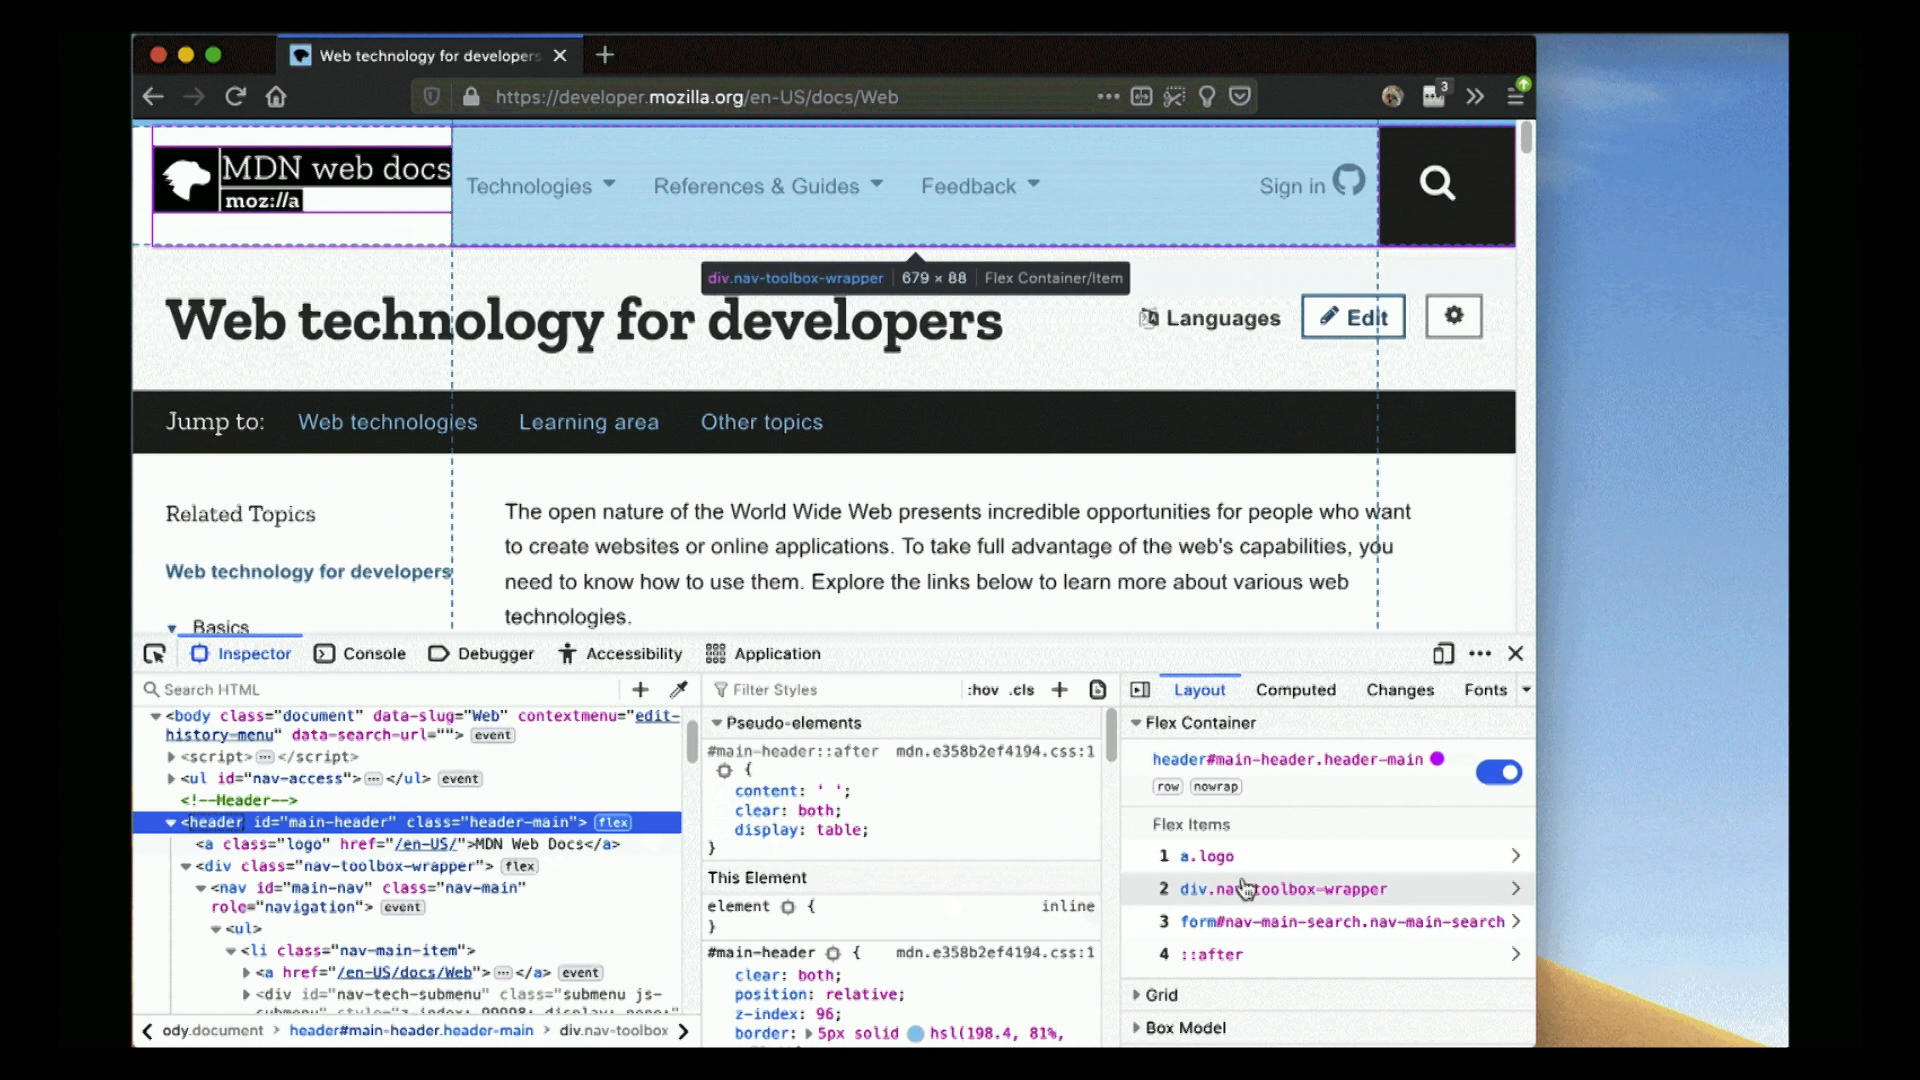 Web technology for developers
https://developer.mozilla.org/en-US/docs/Web
3
MDN web docs
moz://a
Technologies
References & Guides
Feedback
Sign in
div.nav-toolbox-wrapper 679 × 88 Flex Container/Item
Web technology for developers
Languages
Edit
Jump to: Web technologies Learning area Other topics
Related Topics
Web technology for developers
Basics
The open nature of the World Wide Web presents incredible opportunities for people who want
to create websites or online applications. To take full advantage of the web's capabilities, you
need to know how to use them. Explore the links below to learn more about various web
technologies.
Inspector Console Debugger Accessibility Application
Search HTML
<body class="document" data-slug="Web" contextmenu="edit-
history-menu" data-search-url=""> event
<script>⋯</script>
<ul id="nav-access">⋯</ul> event
<!--Header-->
<header id="main-header" class="header-main"> flex
<a class="logo" href="/en-US/">MDN Web Docs</a>
<div class="nav-toolbox-wrapper"> flex
<nav id="main-nav" class="nav-main"
role="navigation"> event
<ul>
<li class="nav-main-item">
<a href="/en-US/docs/Web">⋯</a> event
<div id="nav-tech-submenu" class="submenu js-
submenu" style="z-index: 99998; display: none;"
ody.document header#main-header.header-main div.nav-toolbox
Filter Styles :hov .cls
Pseudo-elements
#main-header::after mdn.e358b2ef4194.css:1
{
content: ' ';
clear: both;
display: table;
}
This Element
element { inline
}
#main-header { mdn.e358b2ef4194.css:1
clear: both;
position: relative;
z-index: 96;
border: 5px solid hsl(198.4, 81%,
Layout Computed Changes Fonts
Flex Container
header#main-header.header-main
row nowrap
Flex Items
1 a.logo
2 div.nav-toolbox-wrapper
3 form#nav-main-search.nav-main-search
4 ::after
Grid
Box Model